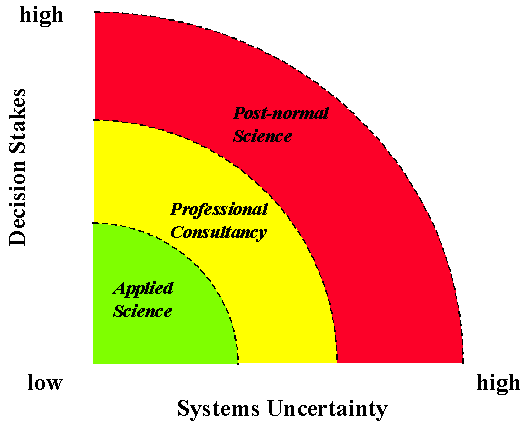 high
Decision Stakes
Post-normal
Science
Professional
Consultancy
Applied
Science
low
high
Systems Uncertainty